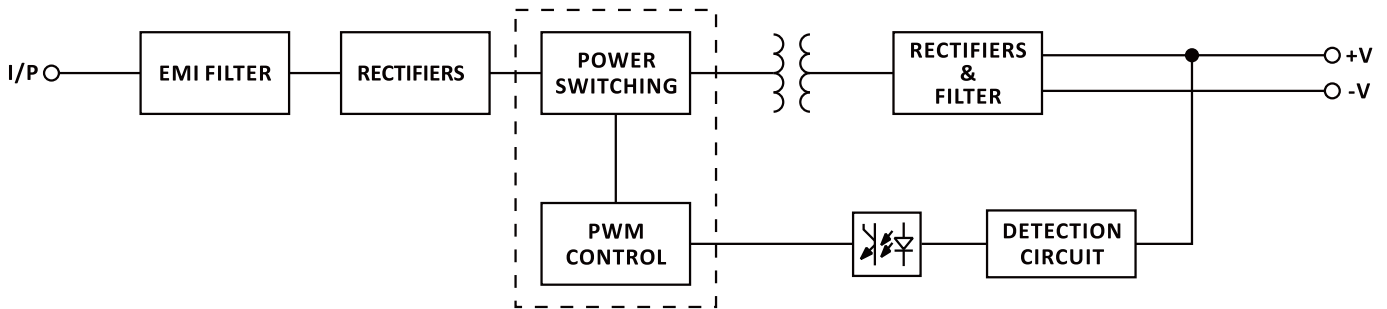 I/P
EMI FILTER
RECTIFIERS
POWER
SWITCHING
RECTIFIERS
&
FILTER
+V
-V
PWM
CONTROL
DETECTION
CIRCUIT